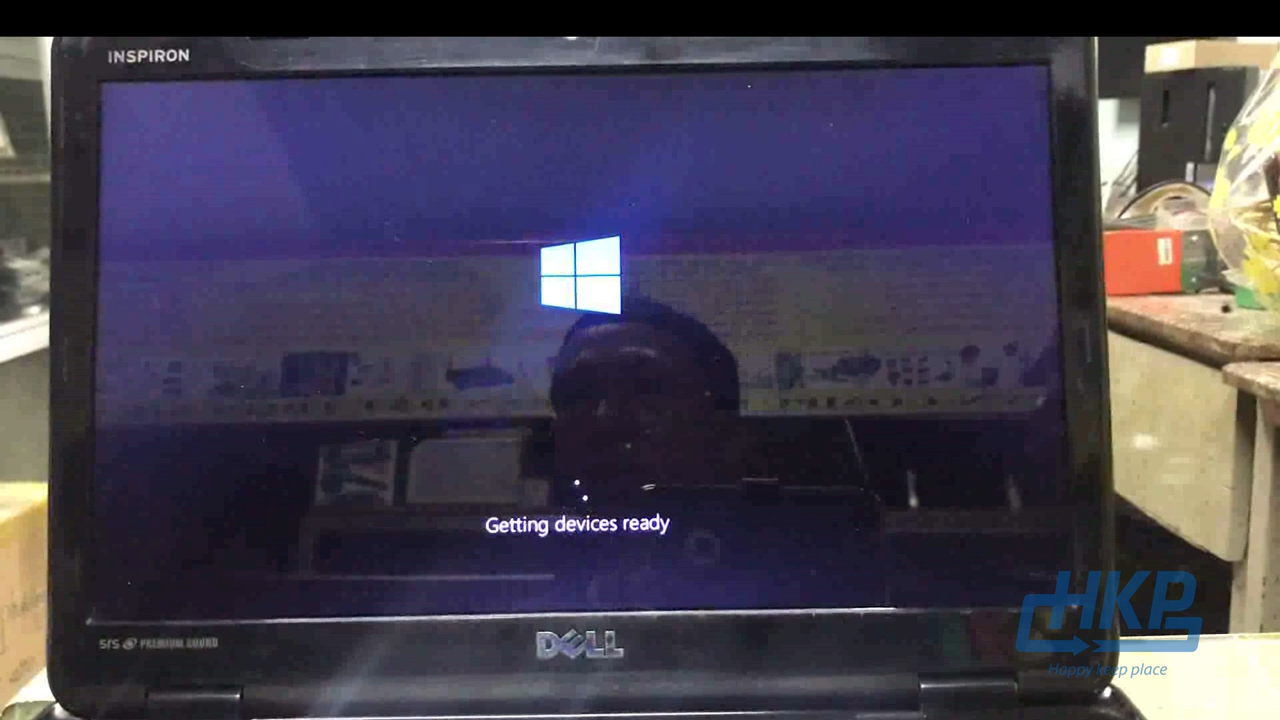 INSPIRON
Getting devices ready
SRS PREMIUM SOUND
DELL
HKP
Happy keep place